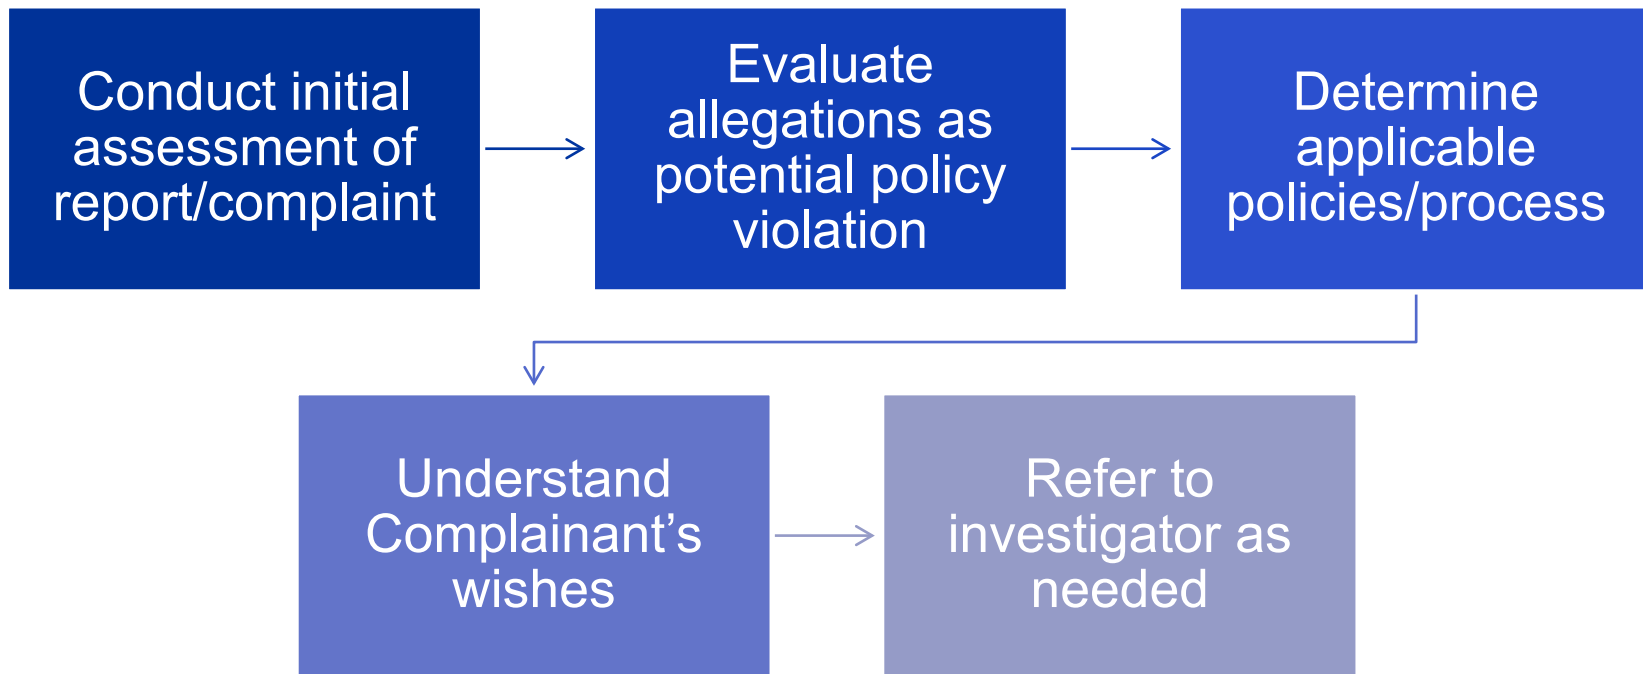 Conduct initial
assessment of
report/complaint
Evaluate
allegations as
potential policy
violation
Determine
applicable
policies/process
Understand
Complainant’s
wishes
Refer to
investigator as
needed